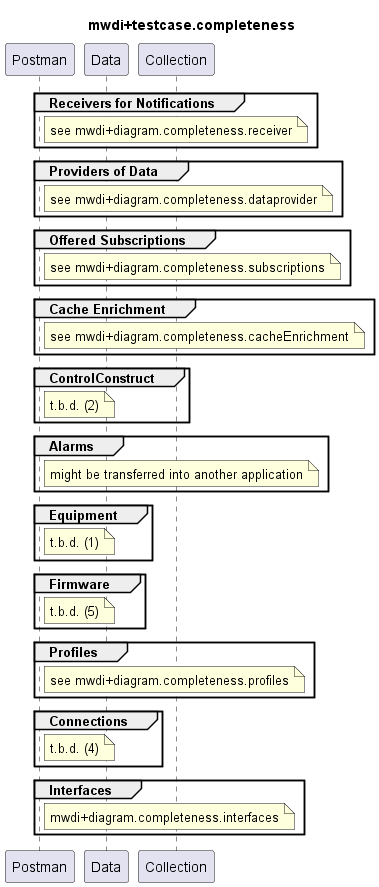 mwdi+testcase.completeness
Postman Data Collection
Receivers for Notifications
see mwdi+diagram.completeness.receiver
Providers of Data
see mwdi+diagram.completeness.dataprovider
Offered Subscriptions
see mwdi+diagram.completeness.subscriptions
Cache Enrichment
see mwdi+diagram.completeness.cacheEnrichment
ControlConstruct
t.b.d. (2)
Alarms
might be transferred into another application
Equipment
t.b.d. (1)
Firmware
t.b.d. (5)
Profiles
see mwdi+diagram.completeness.profiles
Connections
t.b.d. (4)
Interfaces
mwdi+diagram.completeness.interfaces
Postman Data Collection